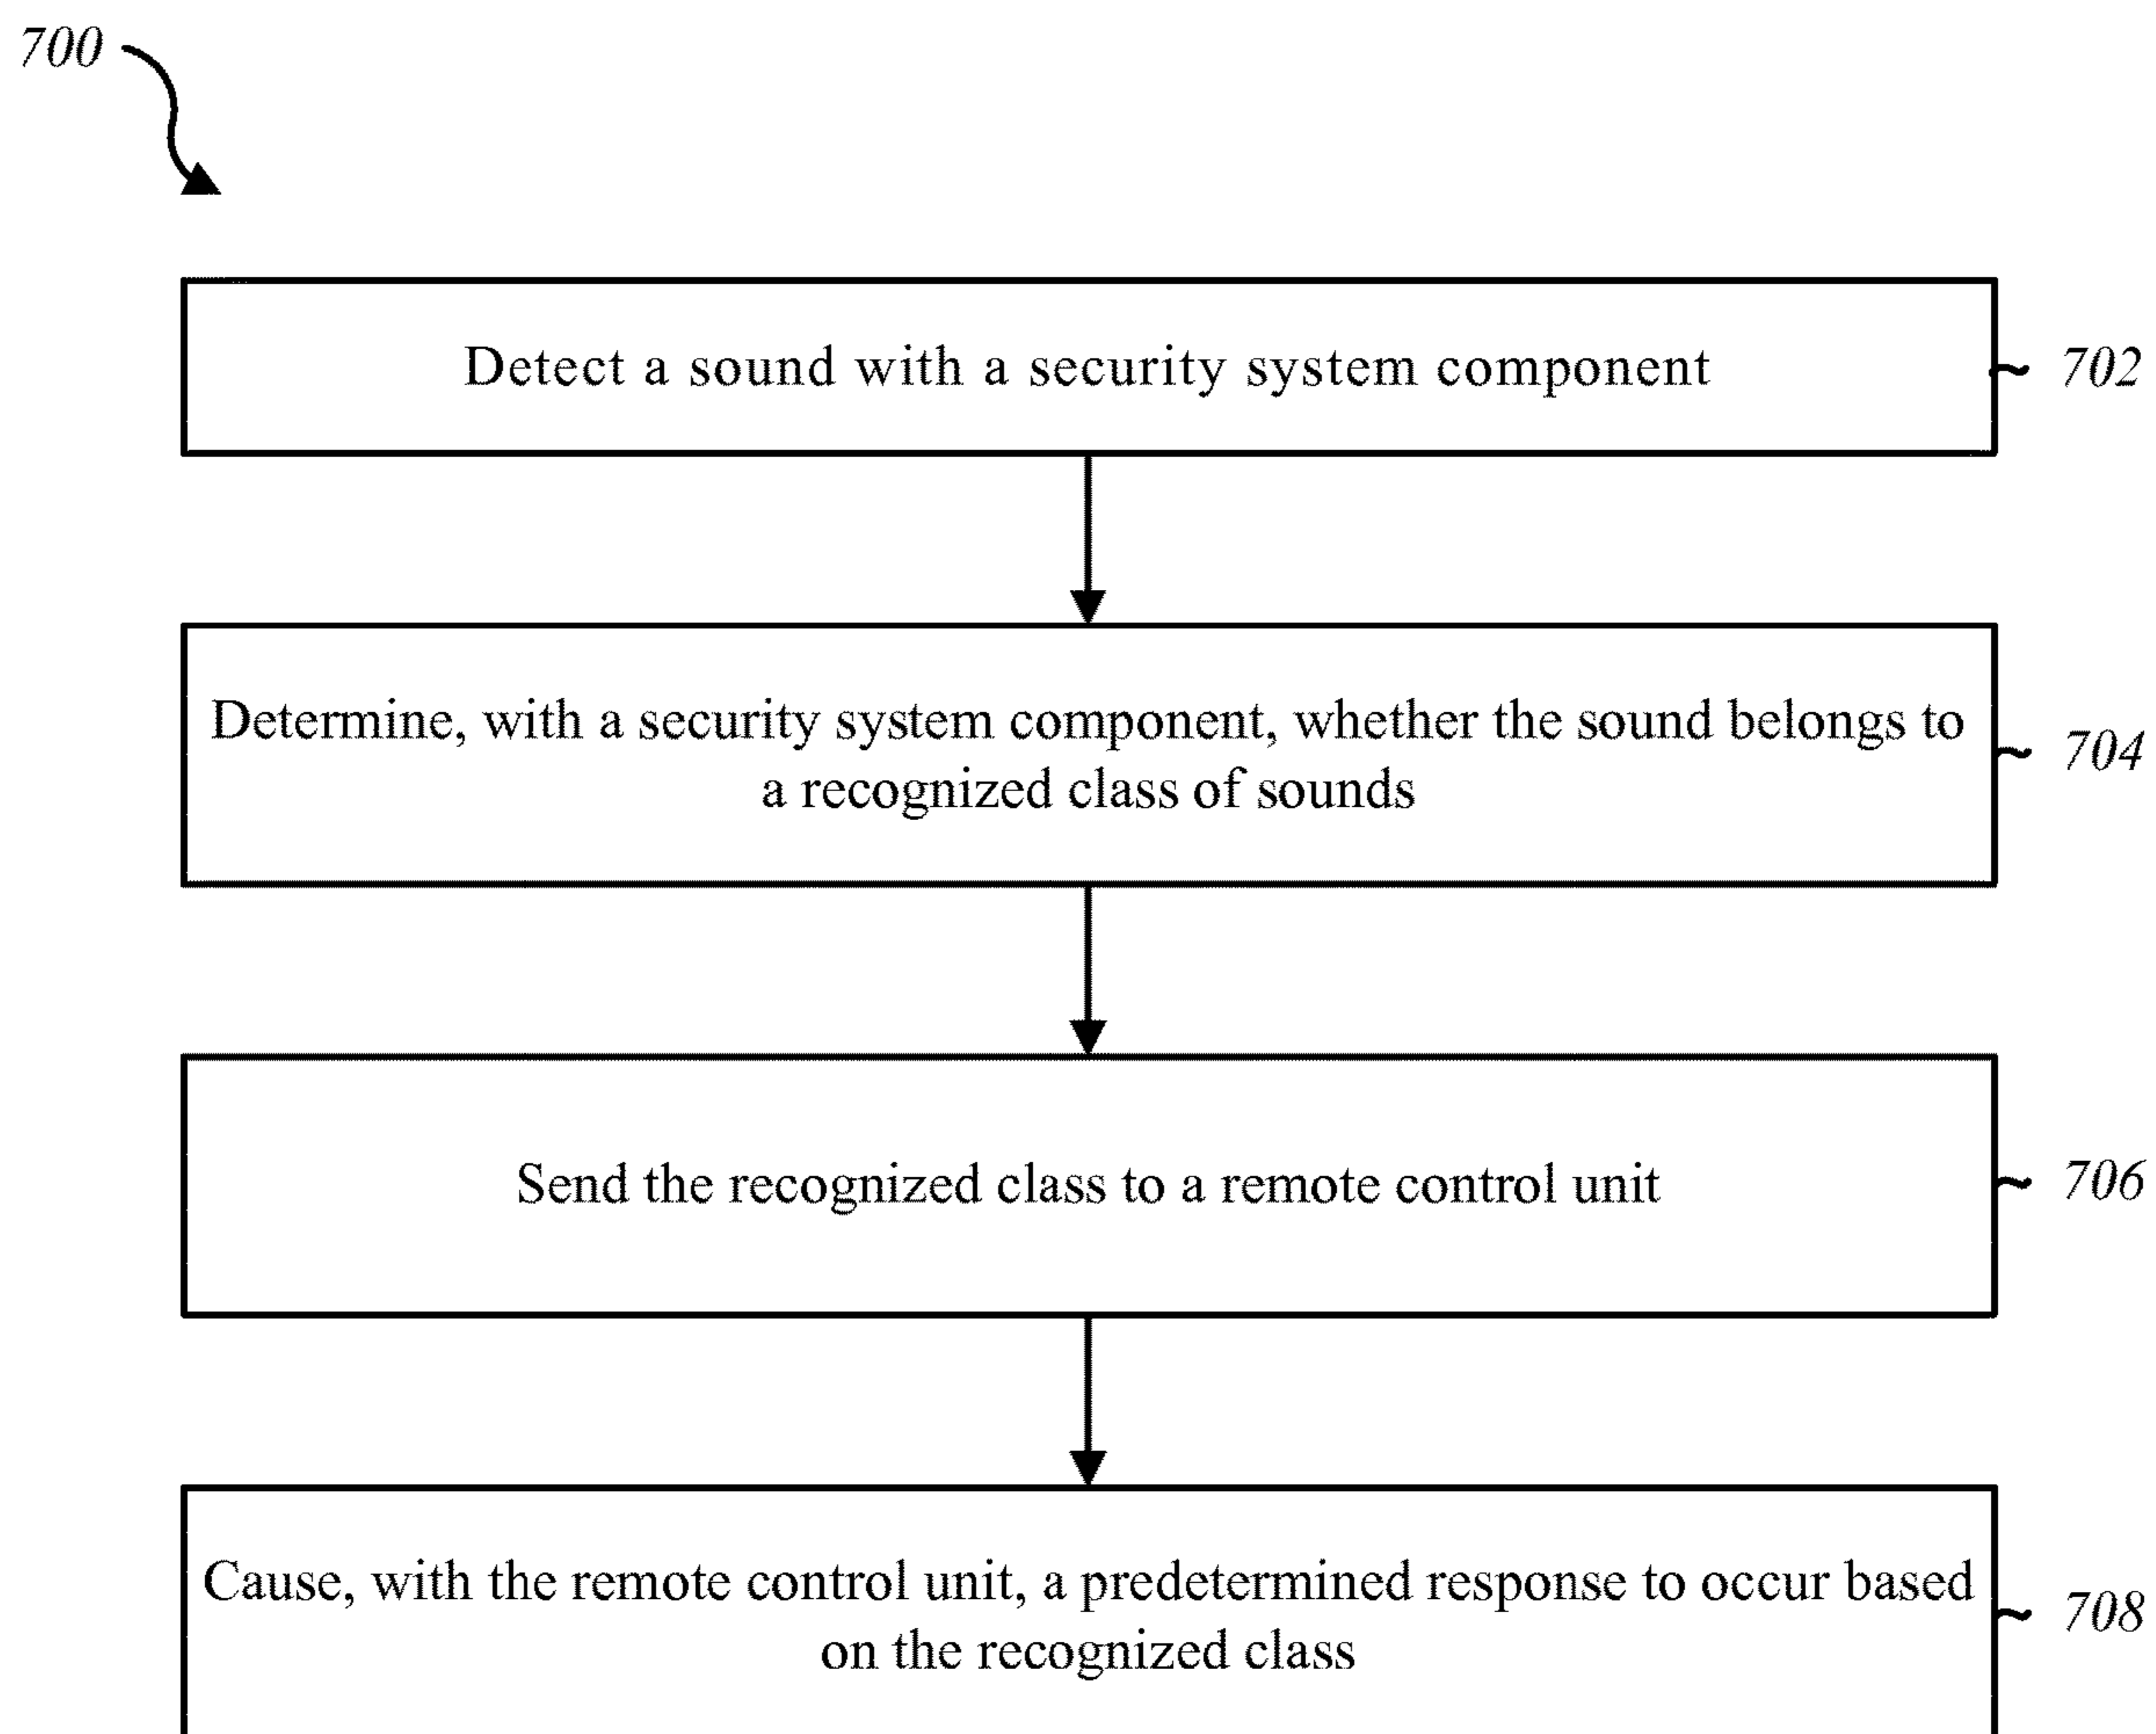 700
Detect a sound with a security system component
702
Determine, with a security system component, whether the sound belongs to
a recognized class of sounds
704
Send the recognized class to a remote control unit
706
Cause, with the remote control unit, a predetermined response to occur based
on the recognized class
708